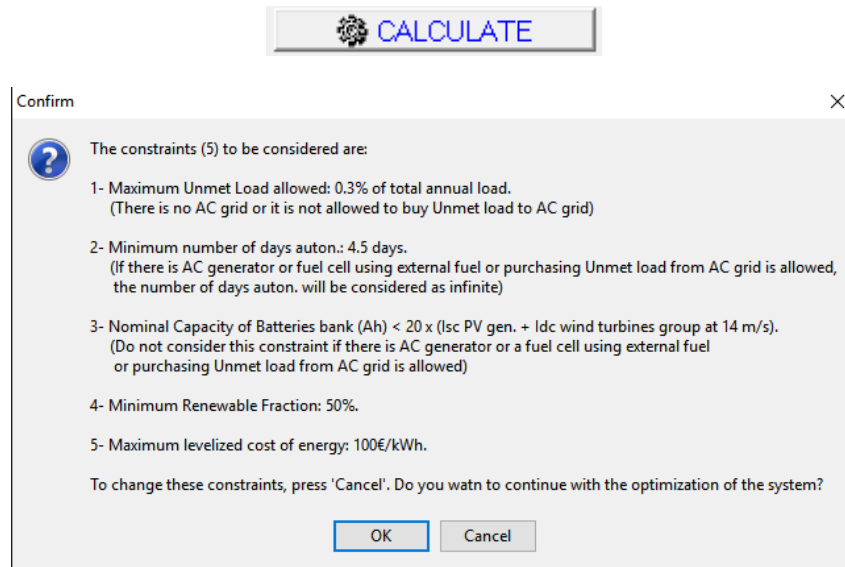 CALCULATE
Confirm
The constraints (5) to be considered are:
1- Maximum Unmet Load allowed: 0.3% of total annual load.
(There is no AC grid or it is not allowed to buy Unmet load to AC grid)
2- Minimum number of days auton.: 4.5 days.
(If there is AC generator or fuel cell using external fuel or purchasing Unmet load from AC grid is allowed,
the number of days auton. will be considered as infinite)
3- Nominal Capacity of Batteries bank (Ah) < 20 x (Isc PV gen. + Idc wind turbines group at 14 m/s).
(Do not consider this constraint if there is AC generator or a fuel cell using external fuel
or purchasing Unmet load from AC grid is allowed)
4- Minimum Renewable Fraction: 50%.
5- Maximum levelized cost of energy: 100€/kWh.
To change these constraints, press 'Cancel'. Do you watn to continue with the optimization of the system?
OK Cancel